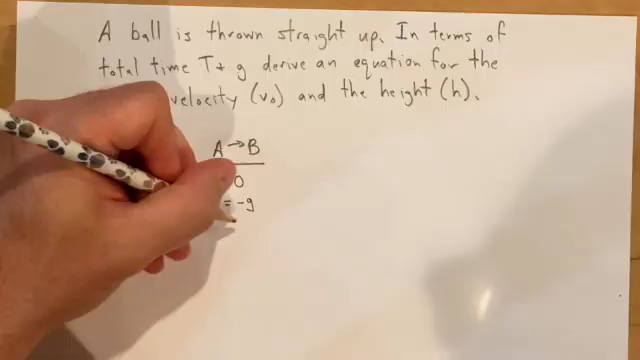 A ball is thrown straight up. In terms of
total time T + g derive an equation for the
velocity (v₀) and the height (h).
A → B
0
= -g